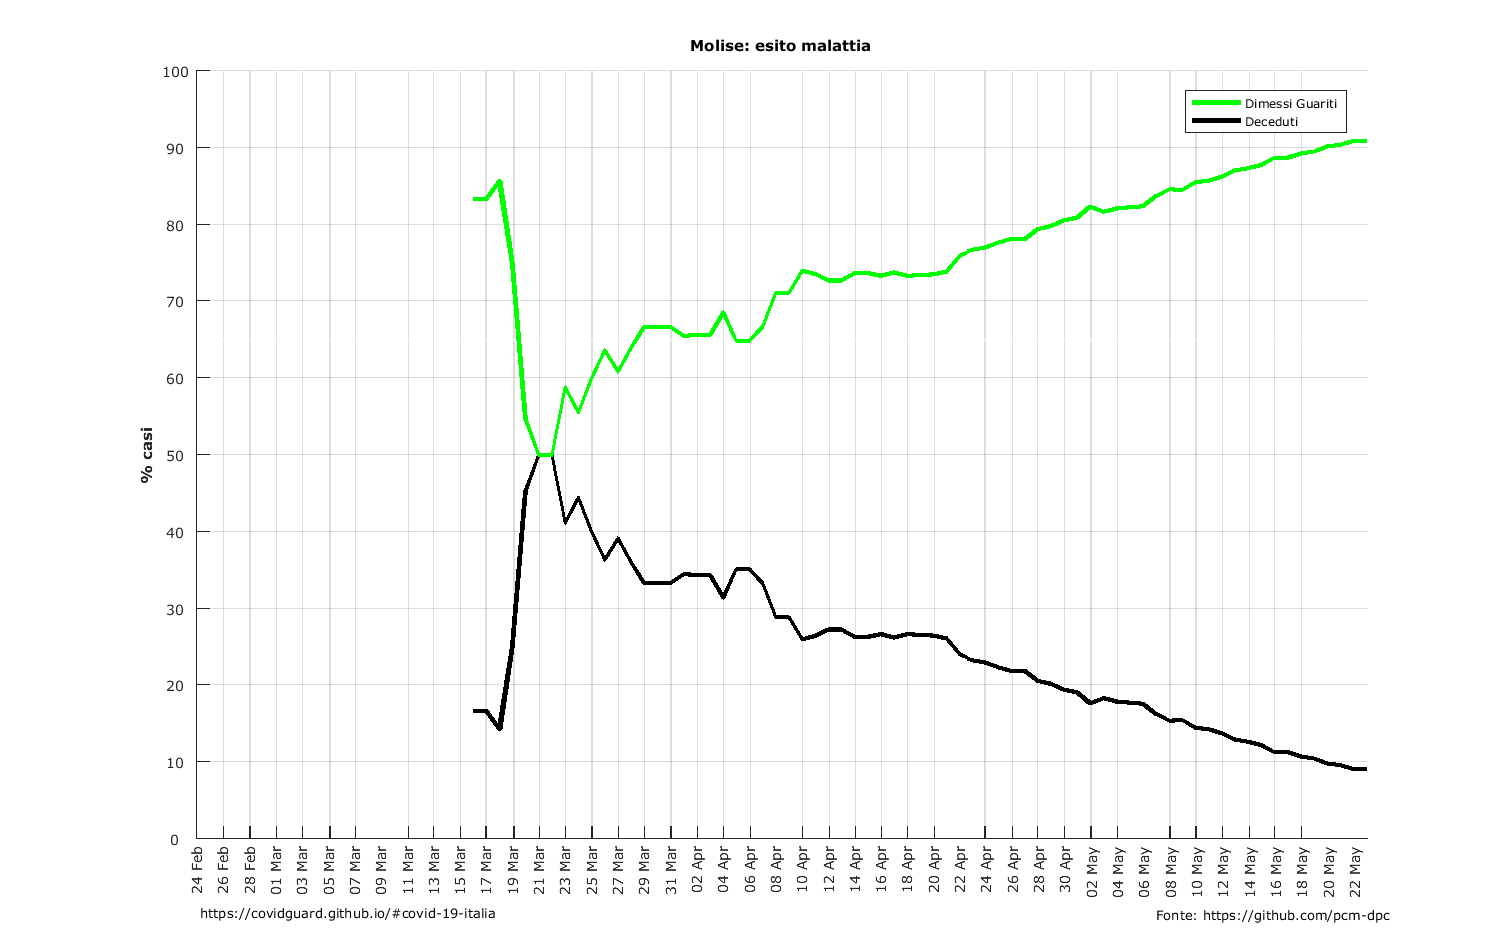 Molise: esito malattia
100
Dimessi Guariti
Deceduti
90
80
70
60
50
40
30
20
10
0
% casi
24 Feb
26 Feb
28 Feb
01 Mar
03 Mar
05 Mar
07 Mar
09 Mar
11 Mar
13 Mar
15 Mar
17 Mar
19 Mar
21 Mar
23 Mar
25 Mar
27 Mar
29 Mar
31 Mar
02 Apr
04 Apr
06 Apr
08 Apr
10 Apr
12 Apr
14 Apr
16 Apr
18 Apr
20 Apr
22 Apr
24 Apr
26 Apr
28 Apr
30 Apr
02 May
04 May
06 May
08 May
10 May
12 May
14 May
16 May
18 May
20 May
22 May
https://covidguard.github.io/#covid-19-italia
Fonte: https://github.com/pcm-dpc